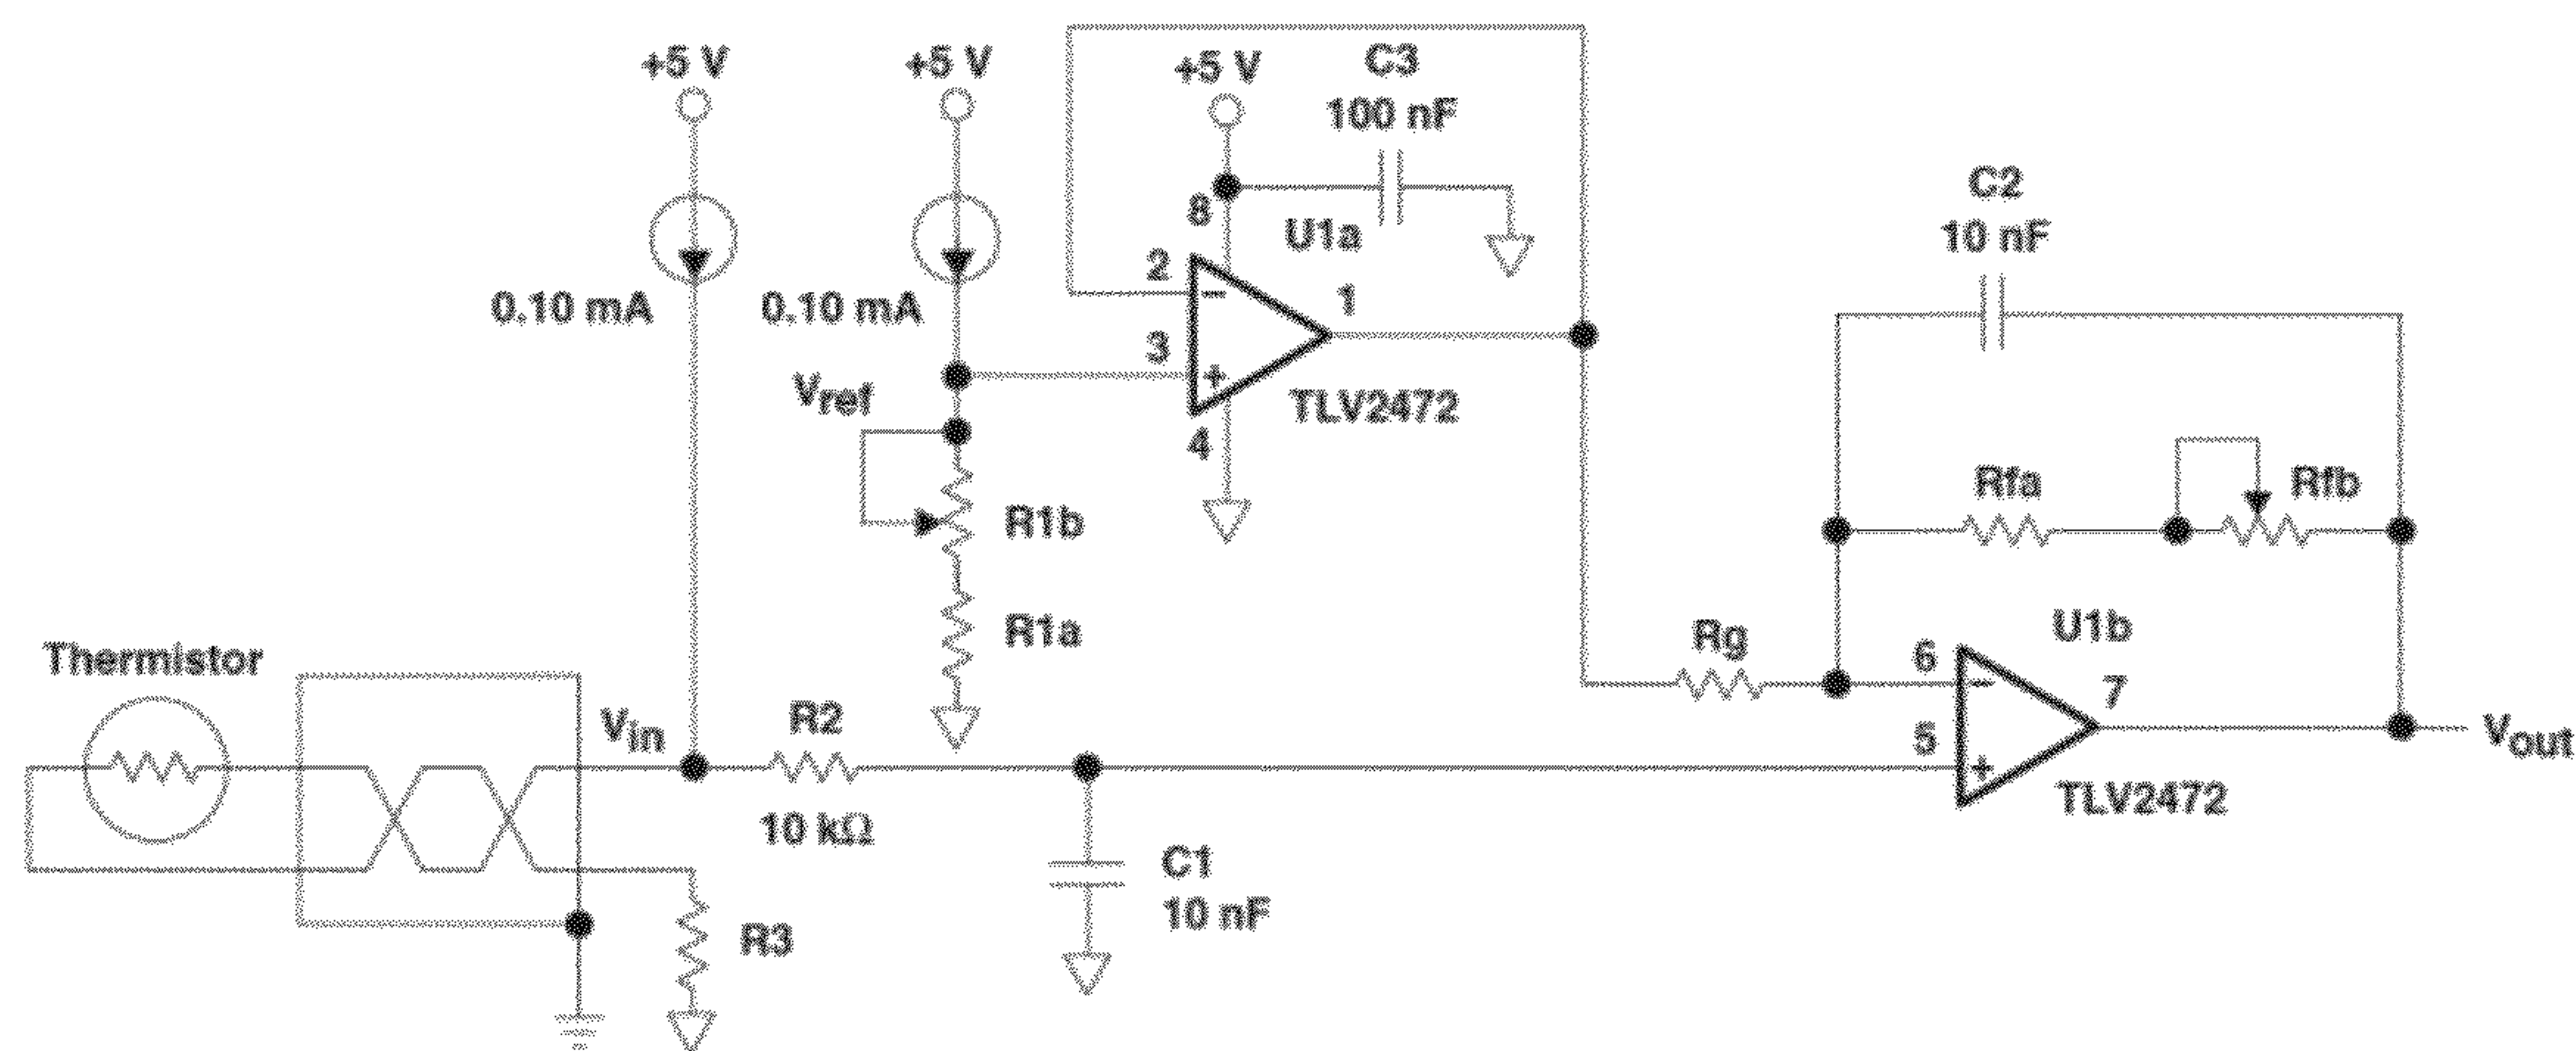 +5 V
+5 V
+5 V
C3
100 nF
C2
10 nF
8
U1a
2
−
1
0.10 mA
0.10 mA
3
+
Vref
TLV2472
4
Rfa
Rfb
R1b
R1a
U1b
Rg
Thermistor
6
−
7
Vin
R2
5
+
Vout
10 kΩ
TLV2472
C1
10 nF
R3